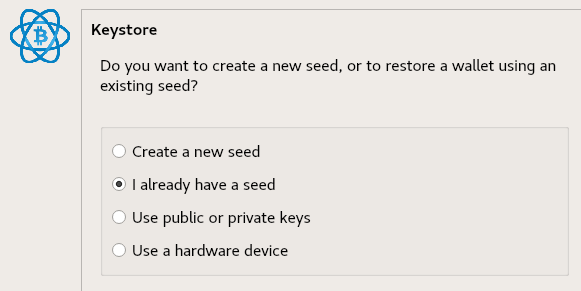 Keystore
Do you want to create a new seed, or to restore a wallet using an
existing seed?
Create a new seed
I already have a seed
Use public or private keys
Use a hardware device